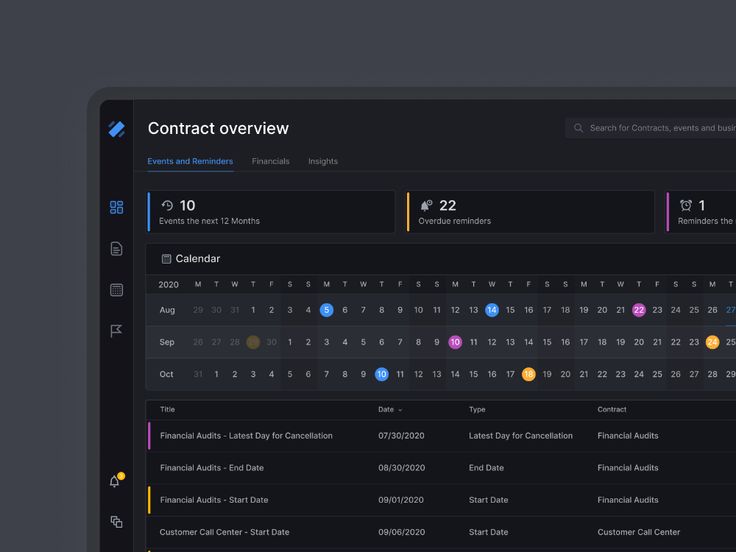 Contract overview
Search for Contracts, events and busin
Events and Reminders Financials Insights
10
Events the next 12 Months
22
Overdue reminders
1
Reminders the
Calendar
2020 M T W T F S S M T W T F S S M T W T F S S M T W T F S S M T
Aug 29 30 31 1 2 3 4 5 6 7 8 9 10 11 12 13 14 15 16 17 18 19 20 21 22 23 24 25 26 27
Sep 26 27 28 30 1 2 3 4 5 6 7 8 9 10 11 12 13 14 15 16 17 18 19 20 21 22 23 24 25
Oct 31 1 2 3 4 5 6 7 8 9 10 11 12 13 14 15 16 17 18 19 20 21 22 23 24 25 26 27 28 29
Title Date Type Contract
Financial Audits - Latest Day for Cancellation 07/30/2020 Latest Day for Cancellation Financial Audits
Financial Audits - End Date 08/30/2020 End Date Financial Audits
Financial Audits - Start Date 09/01/2020 Start Date Financial Audits
Customer Call Center - Start Date 09/06/2020 Start Date Customer Call Center